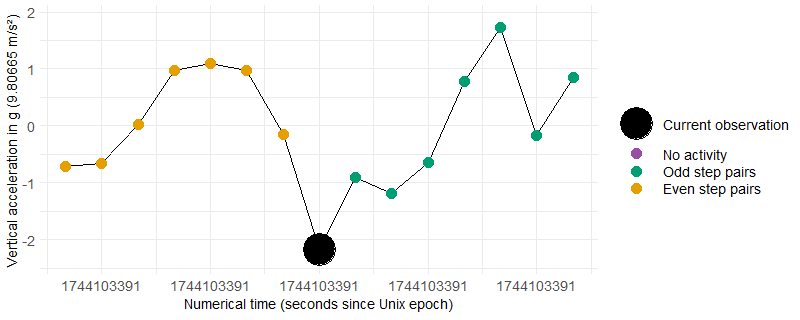 Vertical acceleration in g (9.80665 m/s²)
2
1
0
-1
-2
1744103391 1744103391 1744103391 1744103391 1744103391
Numerical time (seconds since Unix epoch)
Current observation
No activity
Odd step pairs
Even step pairs